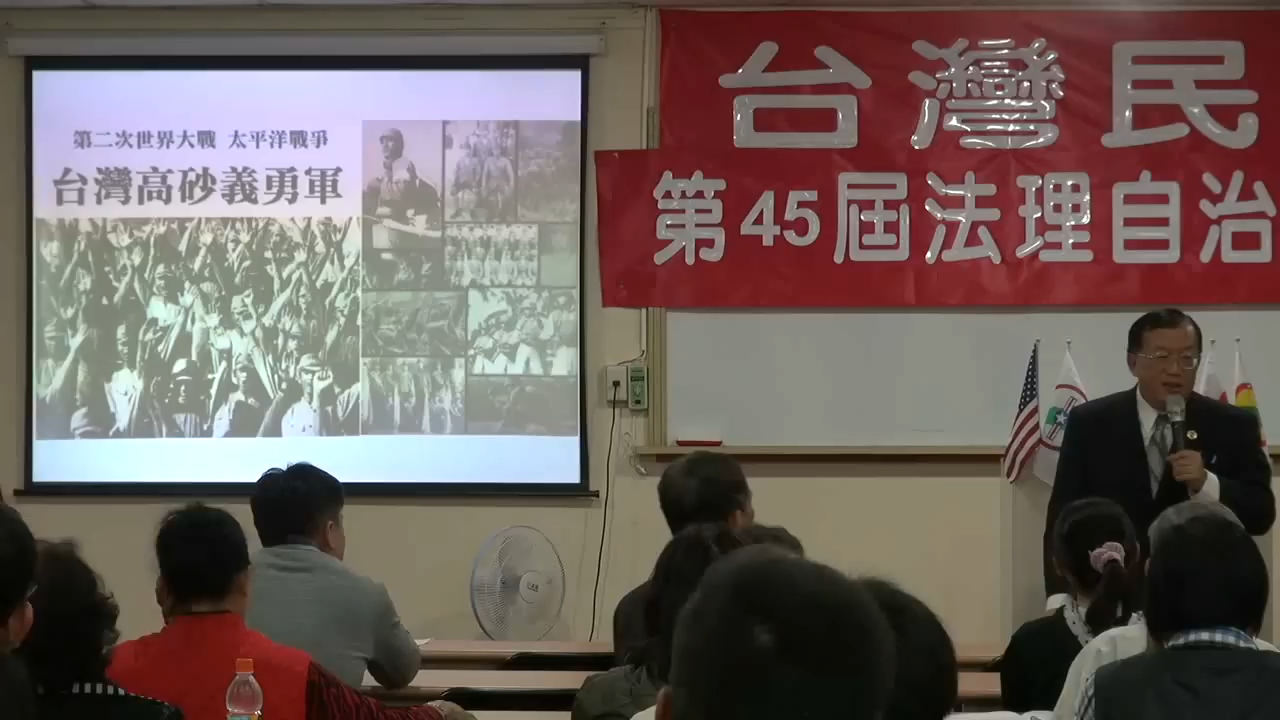 第二次世界大戰 太平洋戰爭
台灣高砂義勇軍
台灣民
第45屆法理自治